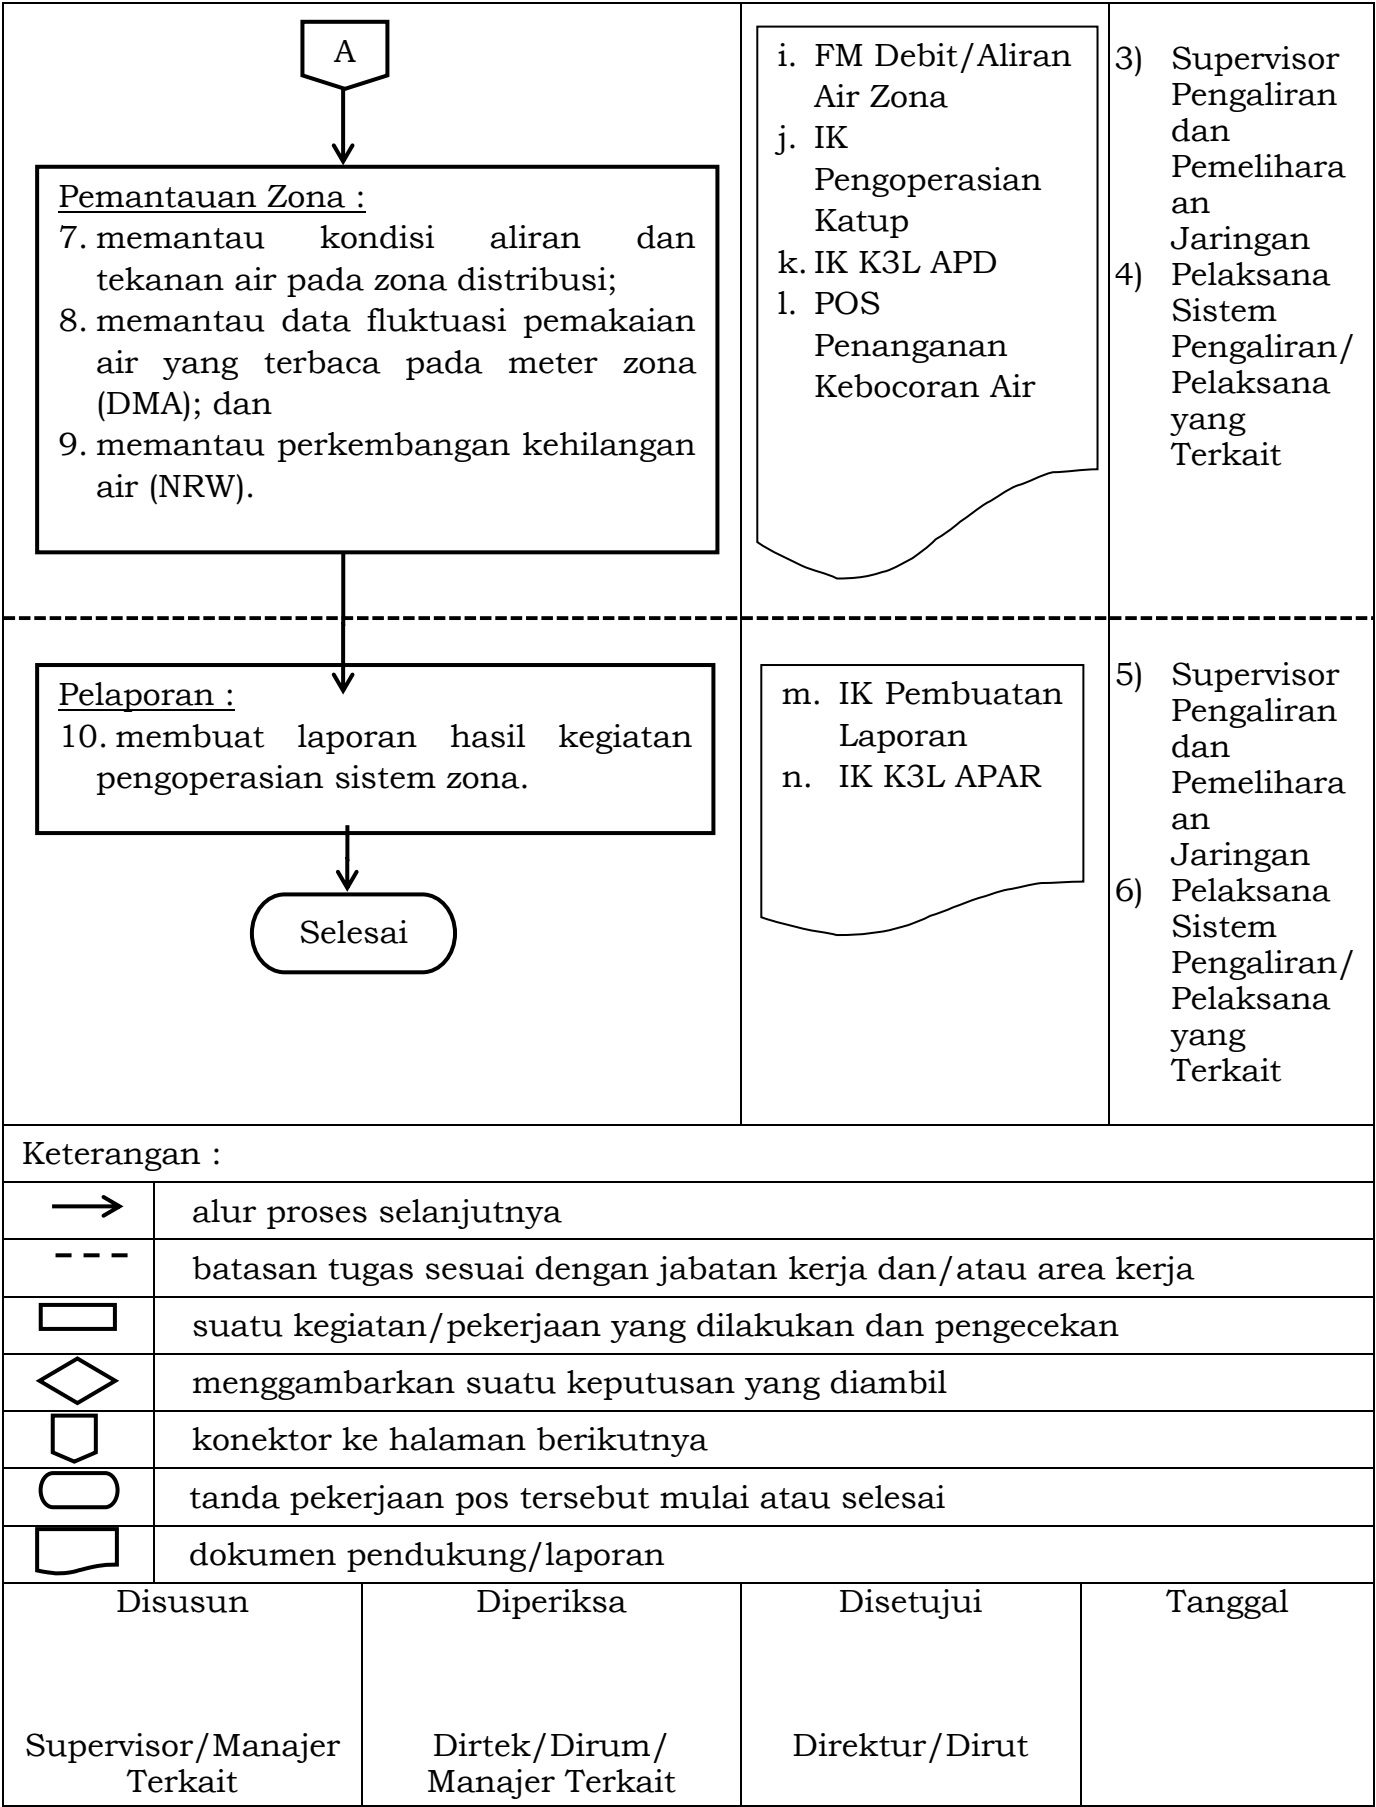 A
Pemantauan Zona :
7. memantau kondisi aliran dan
tekanan air pada zona distribusi;
8. memantau data fluktuasi pemakaian
air yang terbaca pada meter zona
(DMA); dan
9. memantau perkembangan kehilangan
air (NRW).
i. FM Debit/Aliran
Air Zona
j. IK
Pengoperasian
Katup
k. IK K3L APD
l. POS
Penanganan
Kebocoran Air
3) Supervisor
Pengaliran
dan
Pemelihara
an
Jaringan
4) Pelaksana
Sistem
Pengaliran/
Pelaksana
yang
Terkait
Pelaporan :
10. membuat laporan hasil kegiatan
pengoperasian sistem zona.
Selesai
m. IK Pembuatan
Laporan
n. IK K3L APAR
5) Supervisor
Pengaliran
dan
Pemelihara
an
Jaringan
6) Pelaksana
Sistem
Pengaliran/
Pelaksana
yang
Terkait
Keterangan :
alur proses selanjutnya
batasan tugas sesuai dengan jabatan kerja dan/atau area kerja
suatu kegiatan/pekerjaan yang dilakukan dan pengecekan
menggambarkan suatu keputusan yang diambil
konektor ke halaman berikutnya
tanda pekerjaan pos tersebut mulai atau selesai
dokumen pendukung/laporan
Disusun
Supervisor/Manajer
Terkait
Diperiksa
Dirtek/Dirum/
Manajer Terkait
Disetujui
Direktur/Dirut
Tanggal